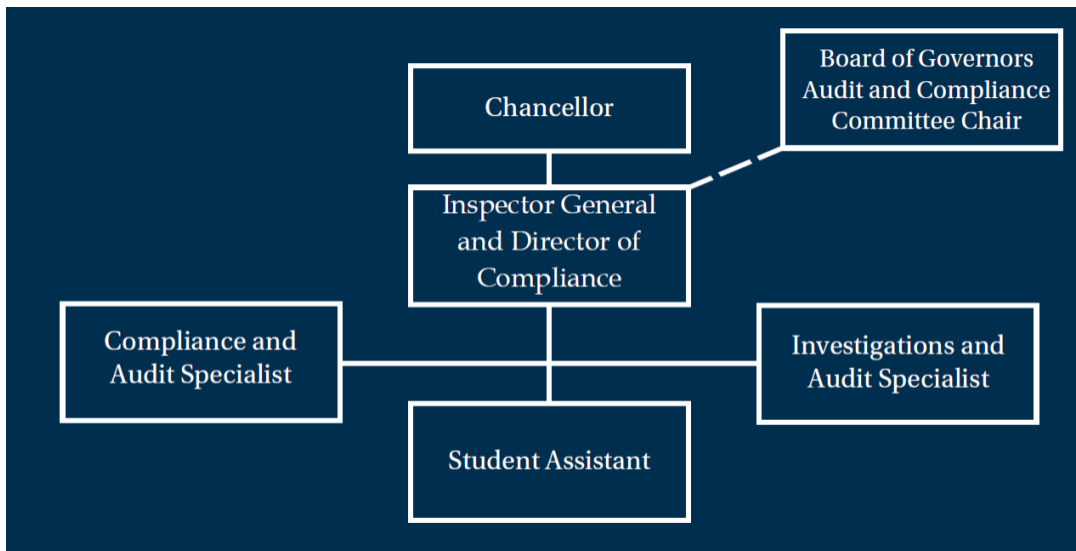 Chancellor
Board of Governors
Audit and Compliance
Committee Chair
Inspector General
and Director of
Compliance
Compliance and
Audit Specialist
Investigations and
Audit Specialist
Student Assistant